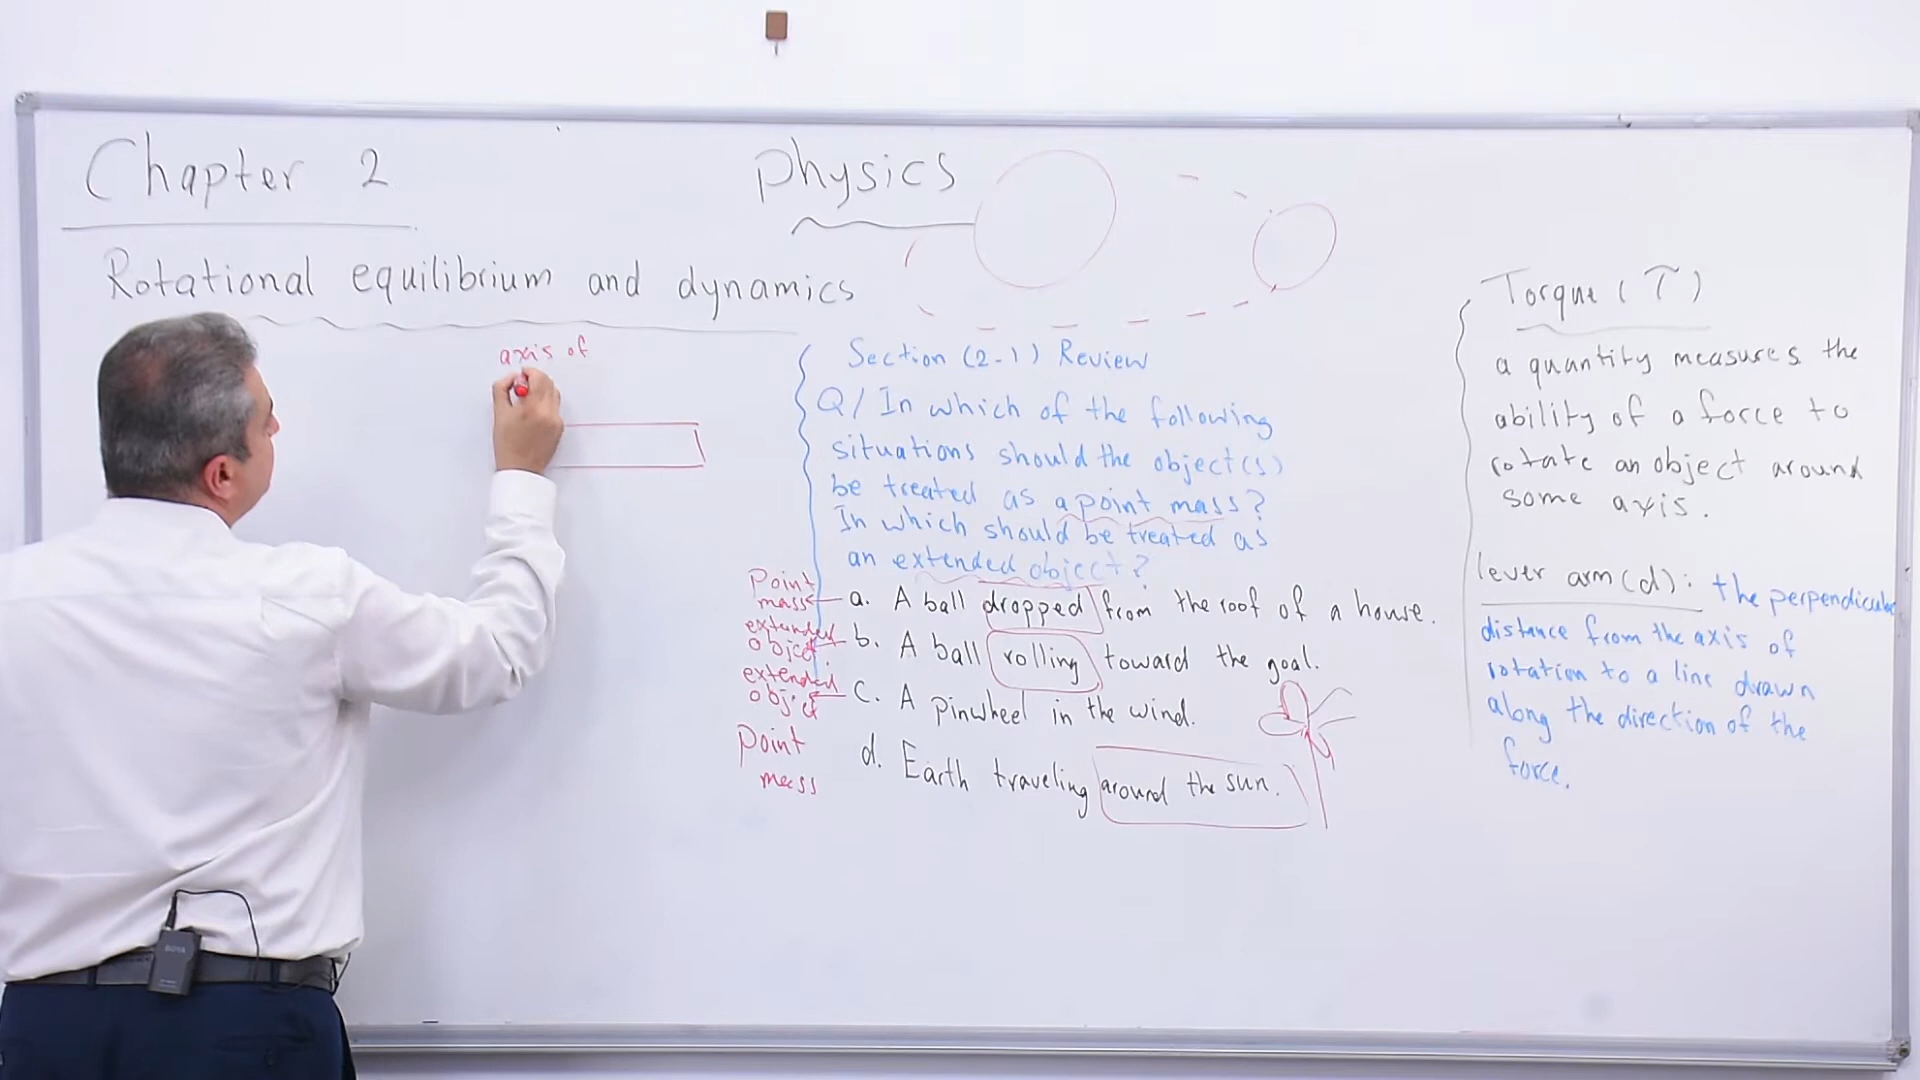 Chapter 2
Physics
Rotational equilibrium and dynamics
axis of
Section (2-1) Review
Q/ In which of the following
situations should the object(s)
be treated as a point mass?
In which should be treated as
an extended object?
Point
mass
a. A ball dropped from the roof of a house.
extended
object
b. A ball rolling toward the goal.
extended
object
c. A pinwheel in the wind.
Point
mass
d. Earth traveling around the sun.
Torque (τ)
a quantity measures the
ability of a force to
rotate an object around
some axis.
lever arm (d): the perpendicular
distance from the axis of
rotation to a line drawn
along the direction of the
force.
BOYA